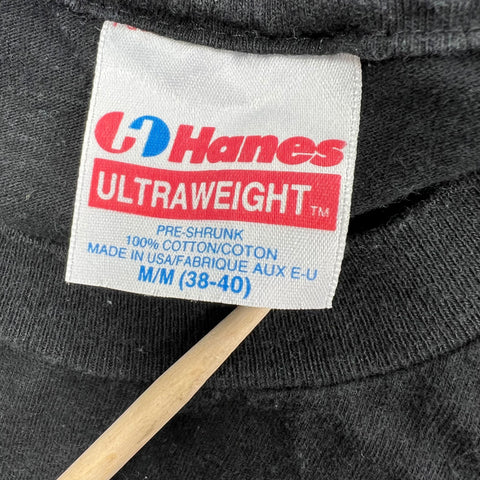 Hanes
ULTRAWEIGHT™
PRE-SHRUNK
100% COTTON/COTON
MADE IN USA/FABRIQUE AUX E-U
M/M (38-40)